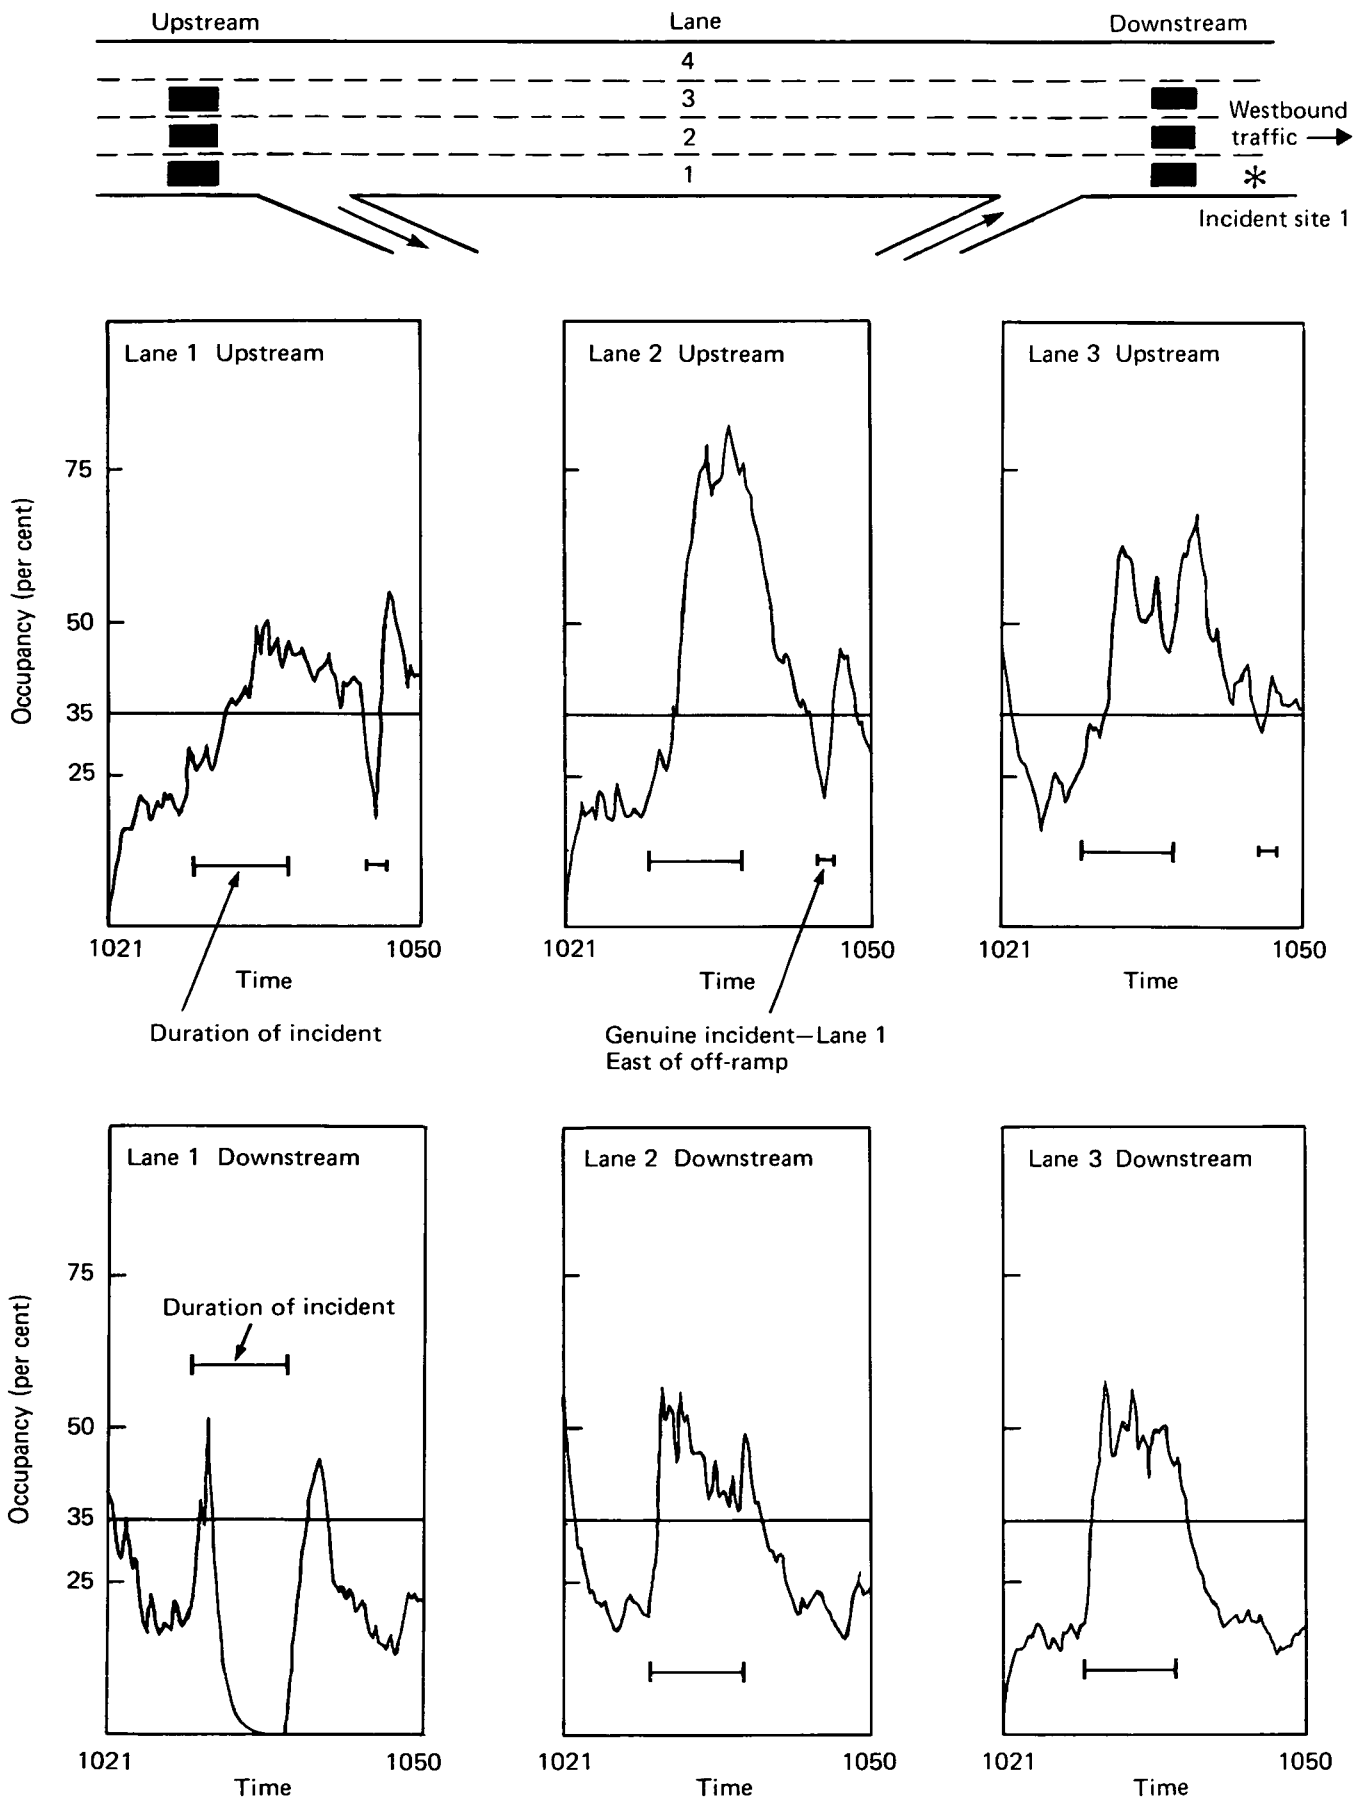 Upstream Lane Downstream
4
3
Westbound
2
traffic
1
*
Incident site 1
Lane 1 Upstream
Lane 2 Upstream
Lane 3 Upstream
Occupancy (per cent)
75
50
35
25
1021 1050
Time
1021 1050
Time
1021 1050
Time
Duration of incident
Genuine incident—Lane 1
East of off-ramp
Lane 1 Downstream
Lane 2 Downstream
Lane 3 Downstream
Occupancy (per cent)
75
Duration of incident
50
35
25
1021 1050
Time
1021 1050
Time
1021 1050
Time